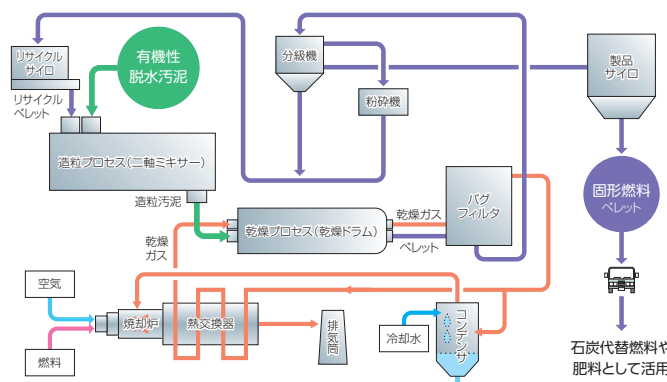 リサイクル
サイロ
有機性
脱水汚泥
分級機
製品
サイロ
リサイクル
ペレット
粉砕機
造粒プロセス(二軸ミキサー)
造粒汚泥
バグ
フィルタ
固形燃料
ペレット
乾燥プロセス(乾燥ドラム)
乾燥ガス
ペレット
乾燥
ガス
空気
焼却炉
熱交換器
排気筒
冷却水
コンデンサ
燃料
石炭代替燃料や
肥料として活用